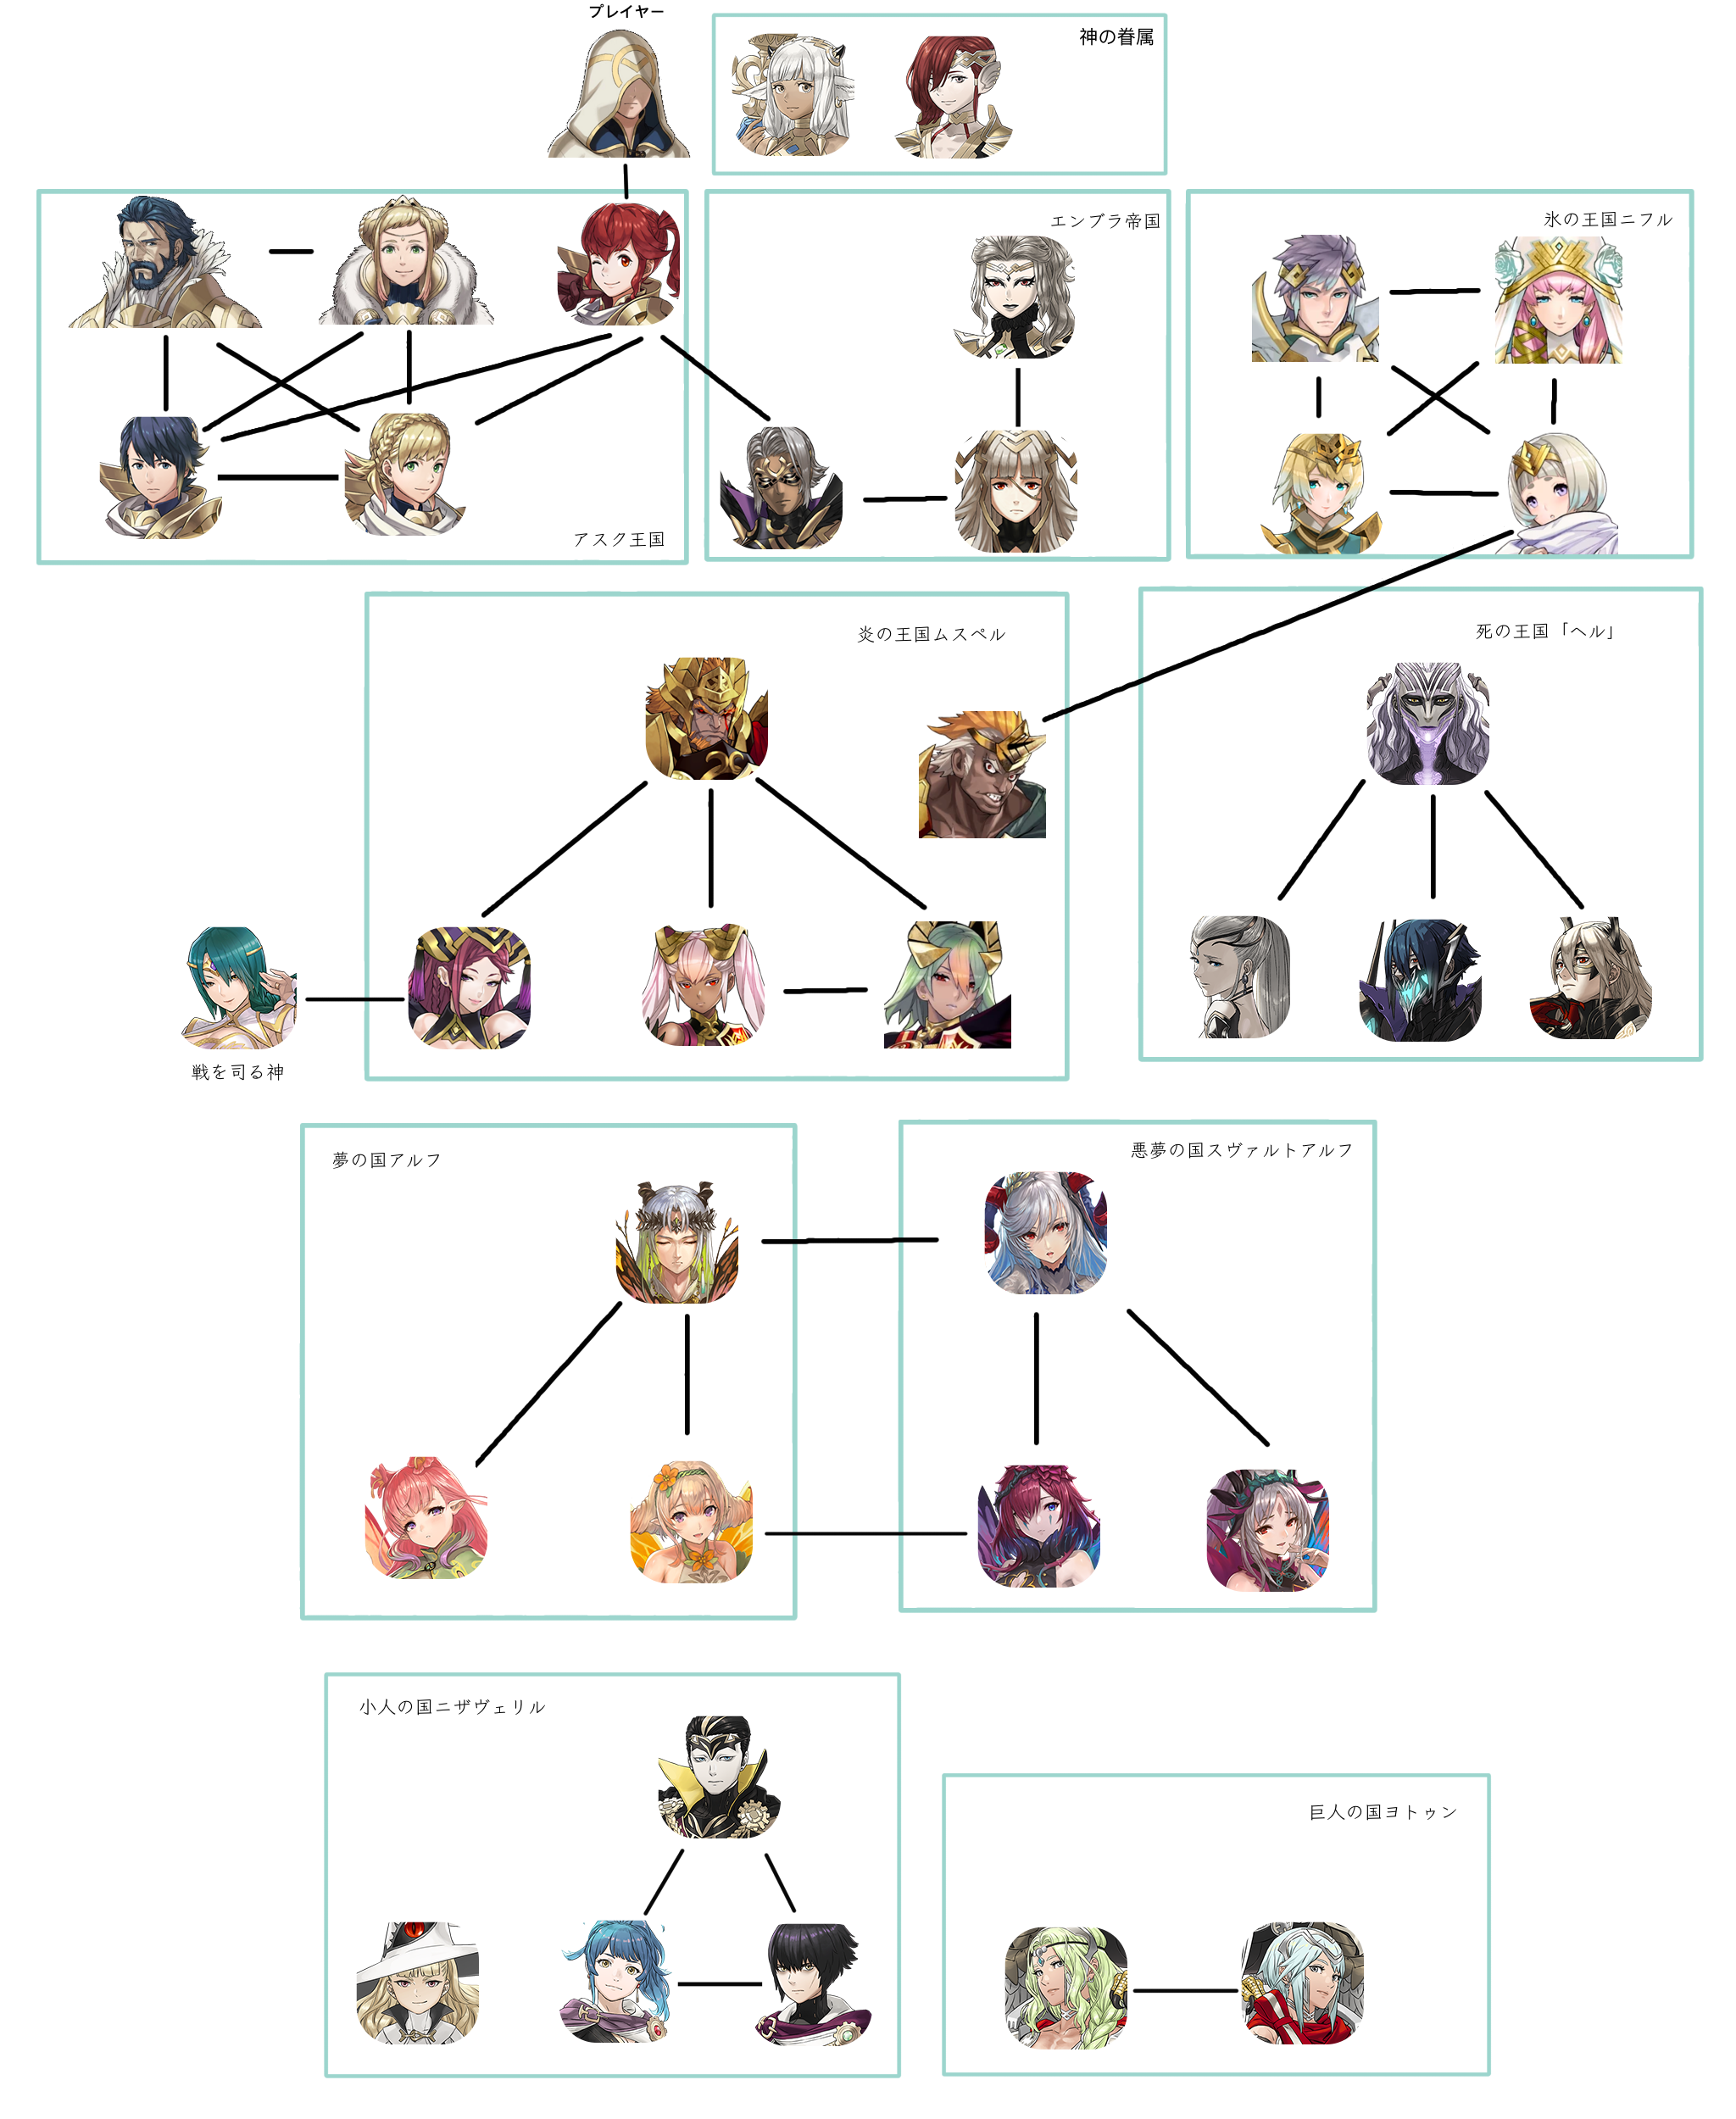 プレイヤー
神の眷属
エンブラ帝国
氷の王国ニフル
アスク王国
炎の王国ムスペル
死の王国「ヘル」
戦を司る神
夢の国アルフ
悪夢の国スヴァルトアルフ
小人の国ニザヴェリル
巨人の国ヨトゥン